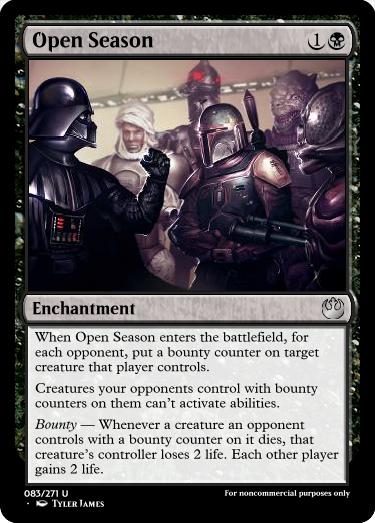 Open Season 1
Enchantment
When Open Season enters the battlefield, for
each opponent, put a bounty counter on target
creature that player controls.
Creatures your opponents control with bounty
counters on them can't activate abilities.
Bounty — Whenever a creature an opponent
controls with a bounty counter on it dies, that
creature's controller loses 2 life. Each other player
gains 2 life.
083/271 U
For noncommercial purposes only
· Tyler James